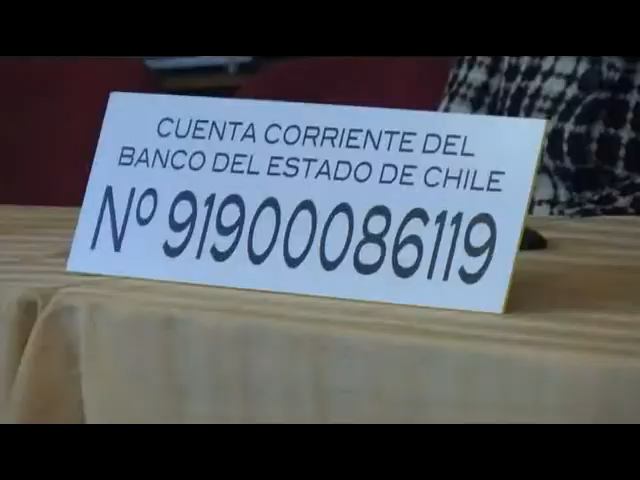 CUENTA CORRIENTE DEL
BANCO DEL ESTADO DE CHILE
Nº 91900086119